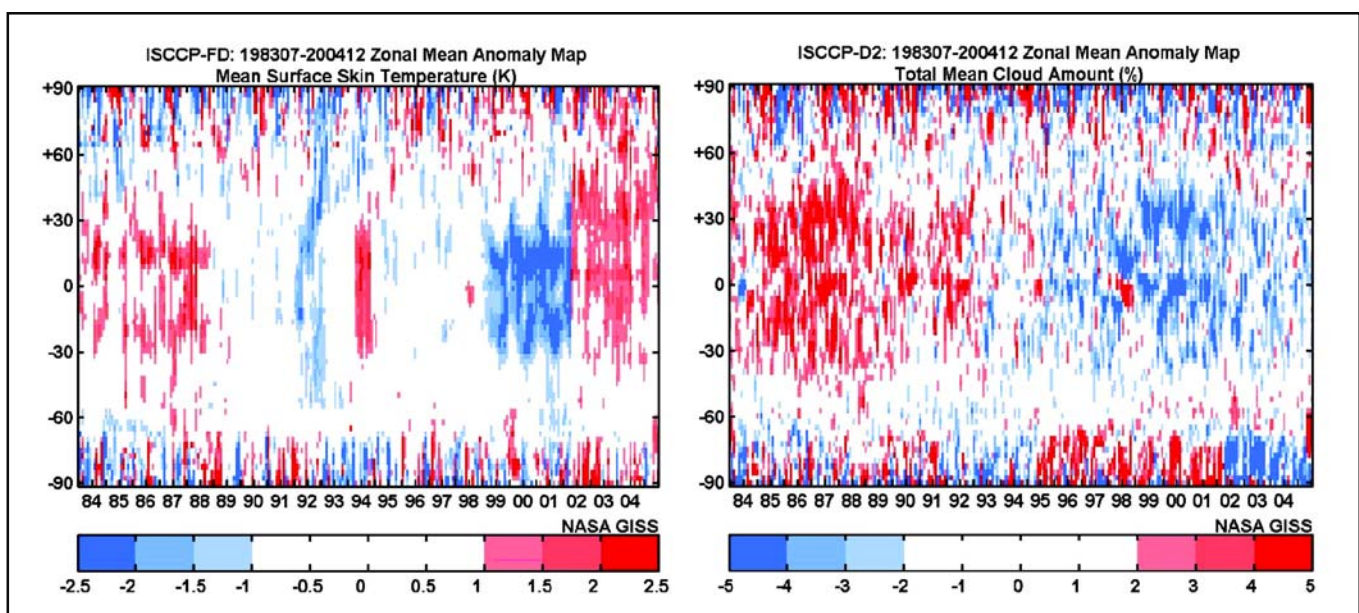 ISCCP-FD: 198307-200412 Zonal Mean Anomaly Map
Mean Surface Skin Temperature (K)
+90
+60
+30
0
-30
-60
-90
84 85 86 87 88 89 90 91 92 93 94 95 96 97 98 99 00 01 02 03 04
NASA GISS
-2.5 -2 -1.5 -1 -0.5 0 0.5 1 1.5 2 2.5
ISCCP-D2: 198307-200412 Zonal Mean Anomaly Map
Total Mean Cloud Amount (%)
+90
+60
+30
0
-30
-60
-90
84 85 86 87 88 89 90 91 92 93 94 95 96 97 98 99 00 01 02 03 04
NASA GISS
-5 -4 -3 -2 -1 0 1 2 3 4 5